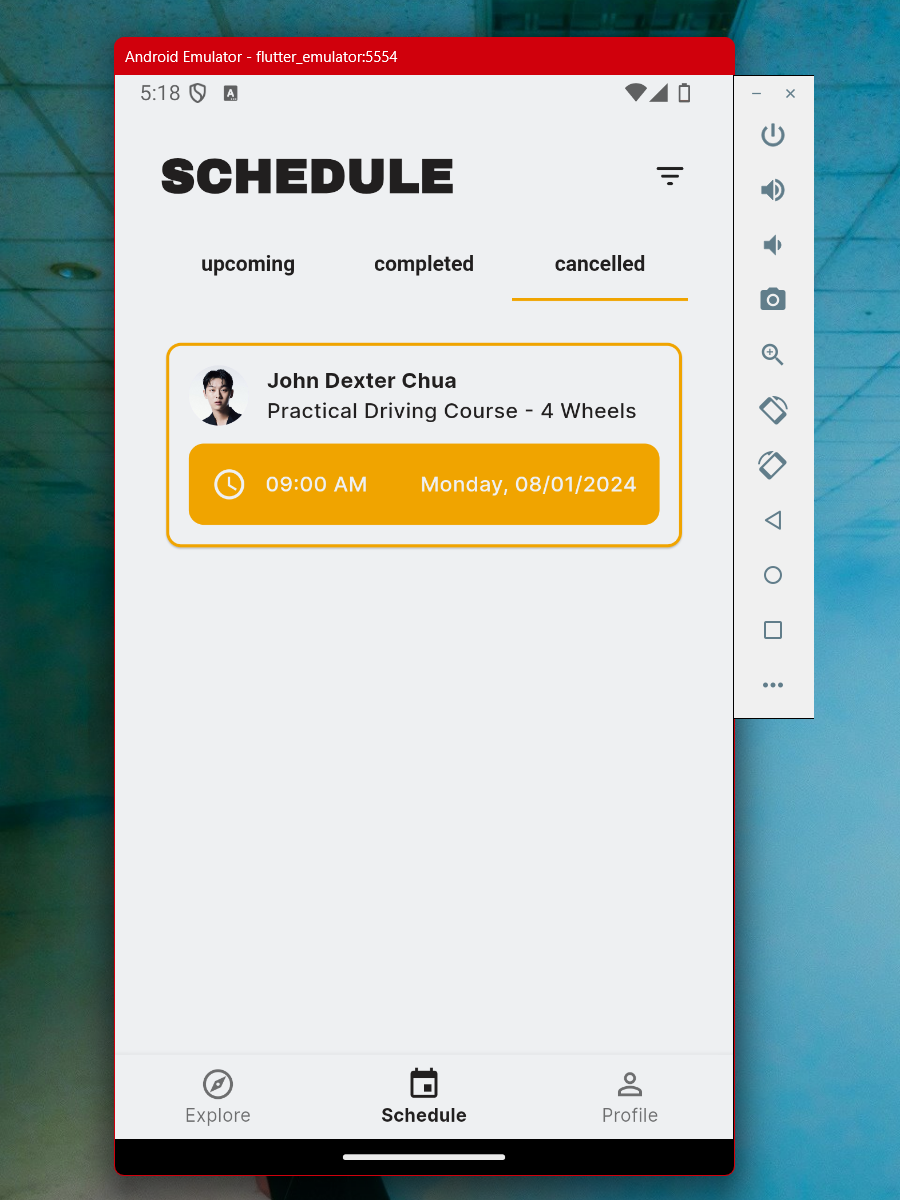 Android Emulator - flutter_emulator:5554
5:18
SCHEDULE
upcoming completed cancelled
John Dexter Chua
Practical Driving Course - 4 Wheels
09:00 AM Monday, 08/01/2024
Explore Schedule Profile